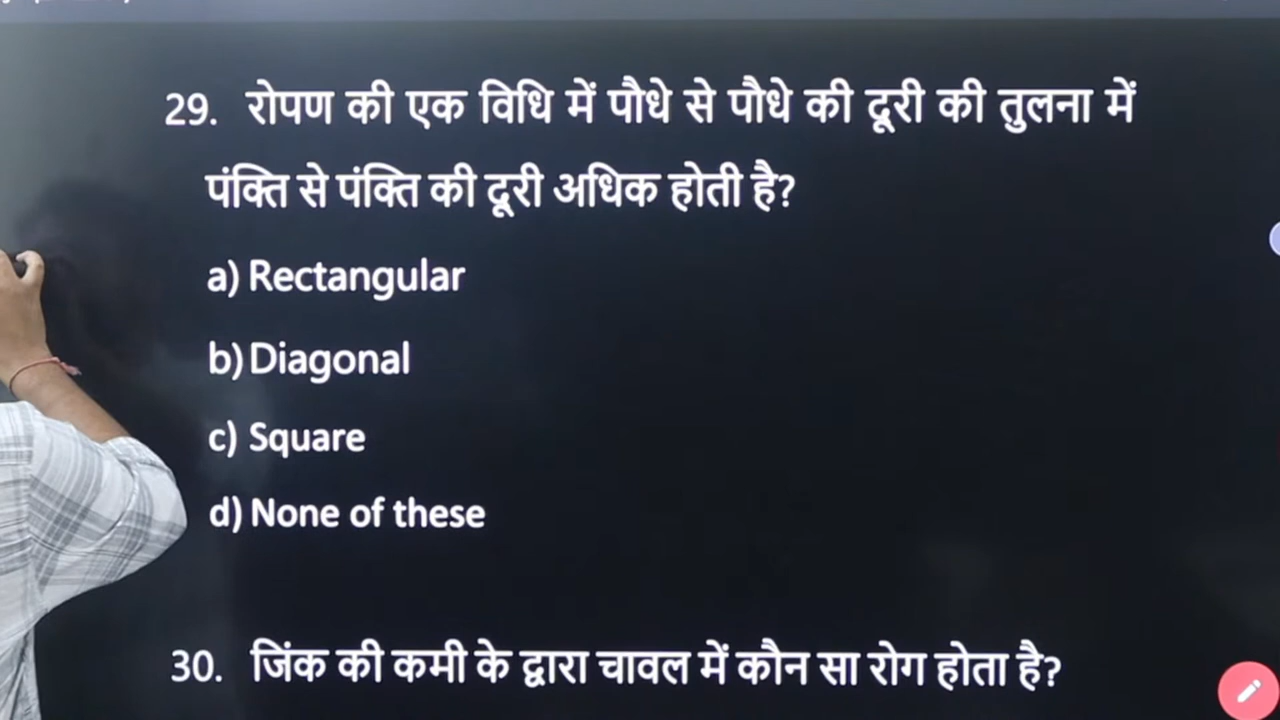 29. रोपण की एक विधि में पौधे से पौधे की दूरी की तुलना में
पंक्ति से पंक्ति की दूरी अधिक होती है?
a) Rectangular
b) Diagonal
c) Square
d) None of these
30. जिंक की कमी के द्वारा चावल में कौन सा रोग होता है?